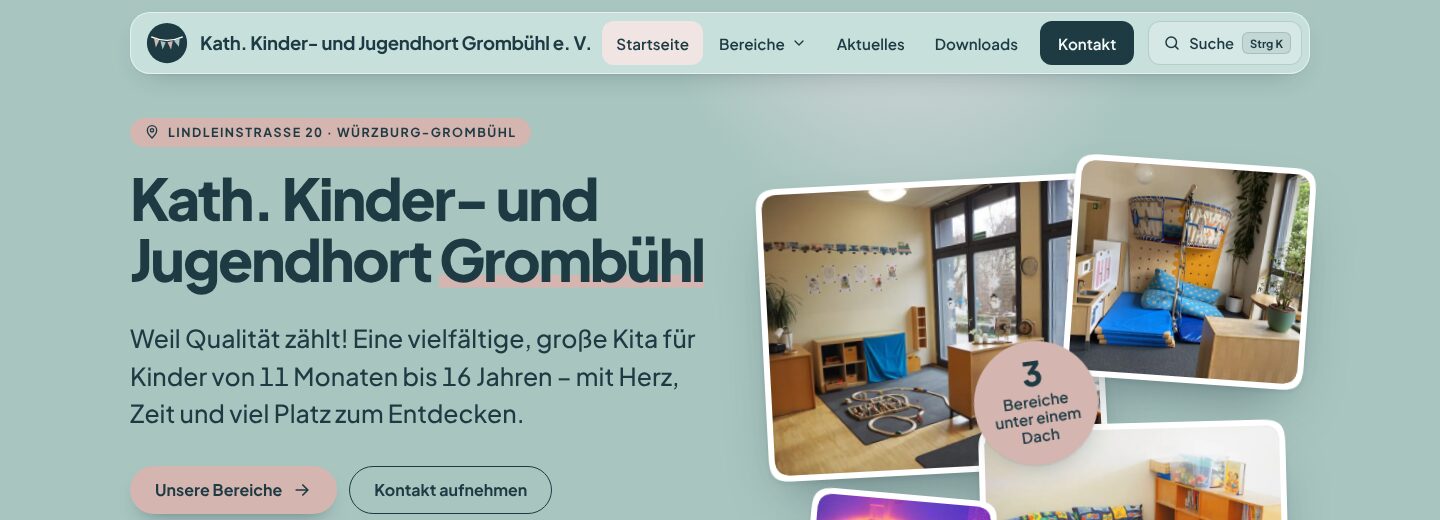 Kath. Kinder- und Jugendhort Grombühl e. V.
Startseite
Bereiche
Aktuelles
Downloads
Kontakt
Suche
Strg K
LINDLEINSTRASSE 20 · WÜRZBURG-GROMBÜHL
Kath. Kinder- und
Jugendhort Grombühl
Weil Qualität zählt! Eine vielfältige, große Kita für
Kinder von 11 Monaten bis 16 Jahren – mit Herz,
Zeit und viel Platz zum Entdecken.
Unsere Bereiche
Kontakt aufnehmen
3
Bereiche
unter einem
Dach